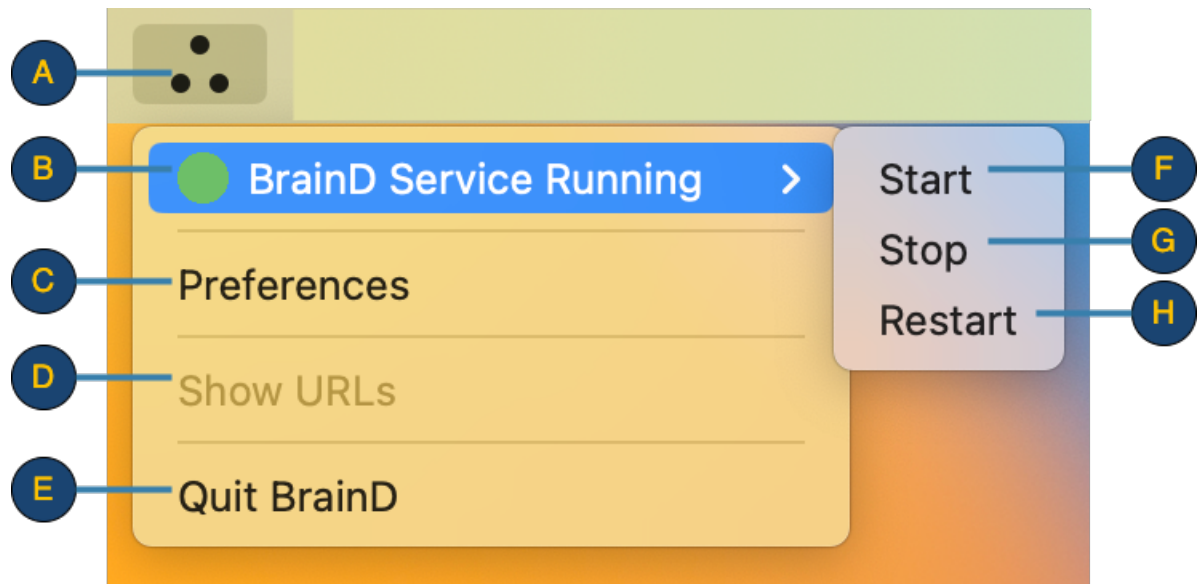 A
B
BrainD Service Running
Start
F
Stop
G
C
Preferences
Restart
H
D
Show URLs
E
Quit BrainD